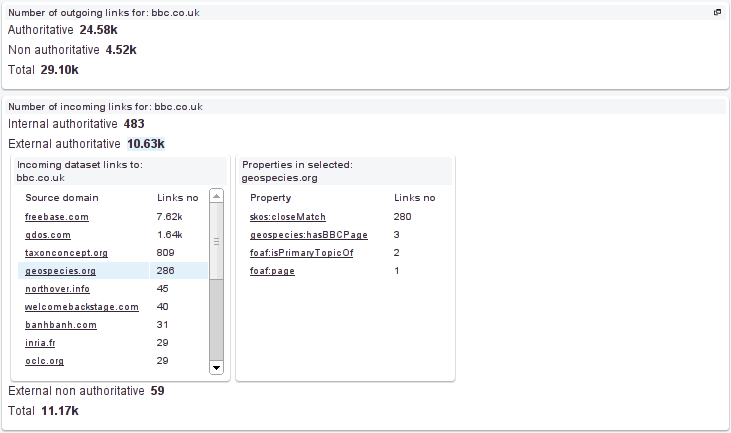 Number of outgoing links for: bbc.co.uk
Authoritative 24.58k
Non authoritative 4.52k
Total 29.10k
Number of incoming links for: bbc.co.uk
Internal authoritative 483
External authoritative 10.63k
Incoming dataset links to:
bbc.co.uk
Source domain Links no
freebase.com 7.62k
qdos.com 1.64k
taxonconcept.org 809
geospecies.org 286
northover.info 45
welcomebackstage.com 40
banhbanh.com 31
inria.fr 29
oclc.org 29
Properties in selected:
geospecies.org
Property Links no
skos:closeMatch 280
geospecies:hasBBCPage 3
foaf:isPrimaryTopicOf 2
foaf:page 1
External non authoritative 59
Total 11.17k